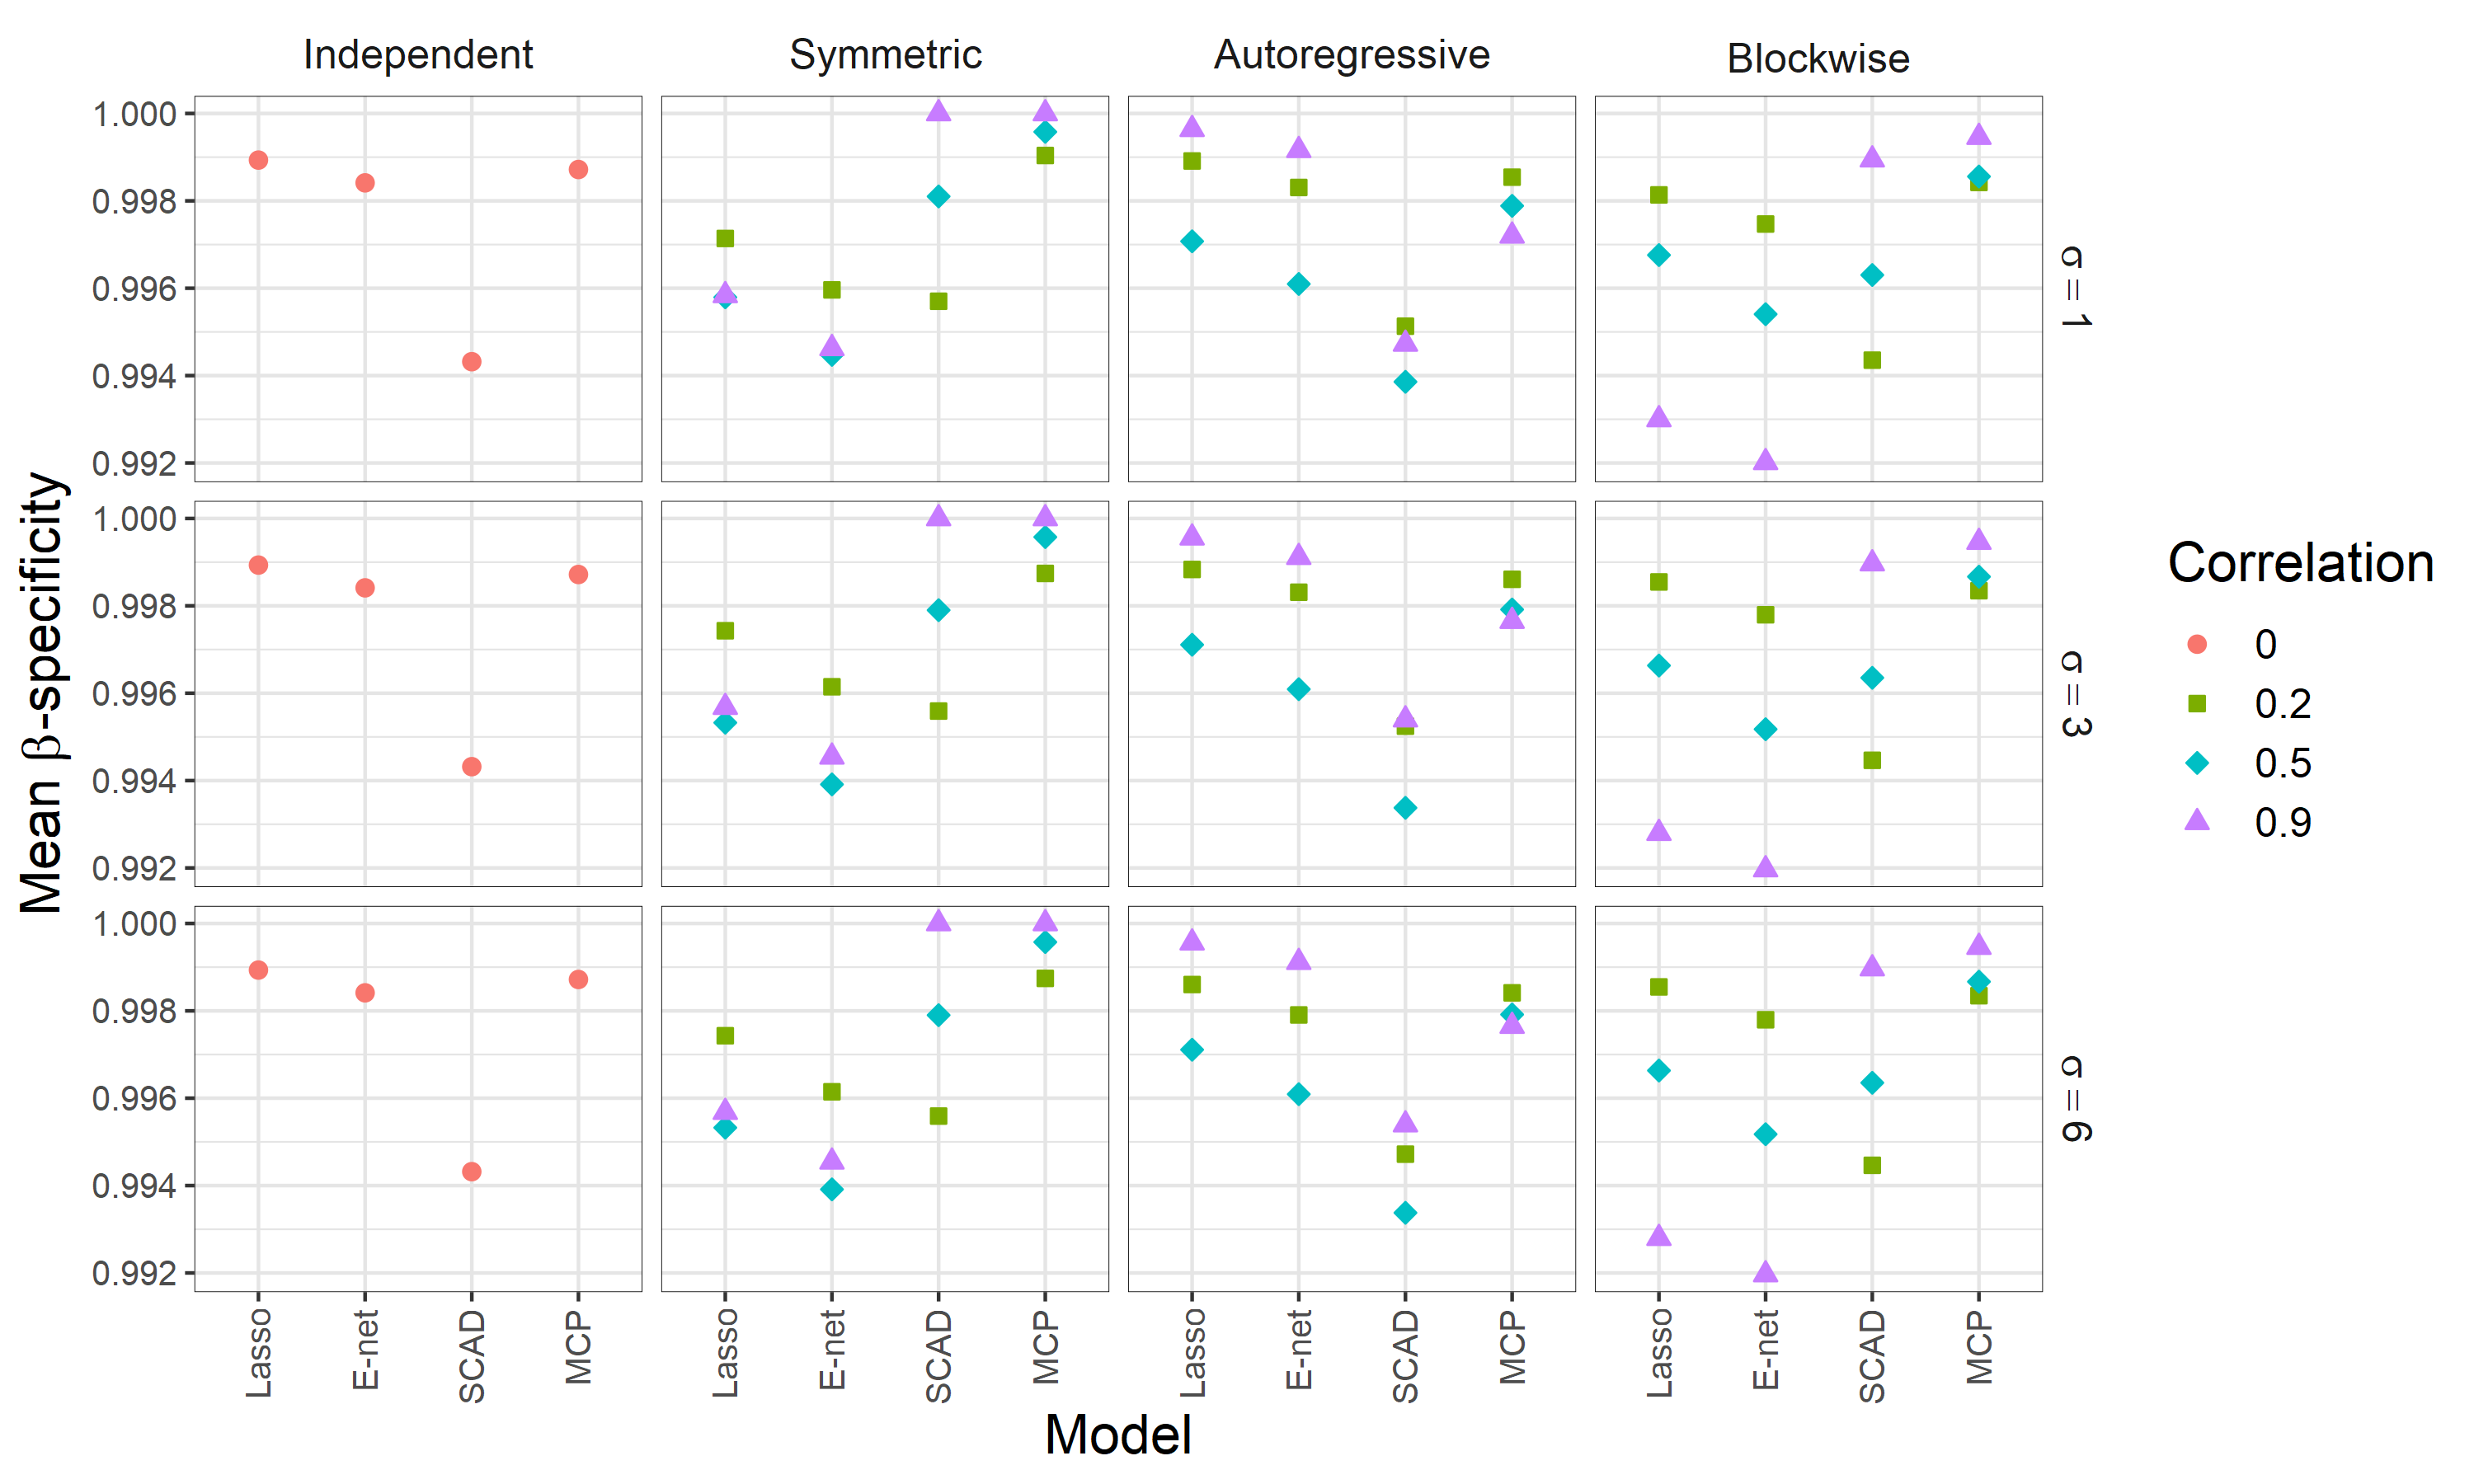 Independent Symmetric Autoregressive Blockwise
1.000
0.998
0.996
0.994
0.992
σ = 1
1.000
0.998
0.996
0.994
0.992
σ = 3
1.000
0.998
0.996
0.994
0.992
σ = 6
Mean β-specificity
Lasso E-net SCAD MCP Lasso E-net SCAD MCP Lasso E-net SCAD MCP Lasso E-net SCAD MCP
Model
Correlation
0
0.2
0.5
0.9